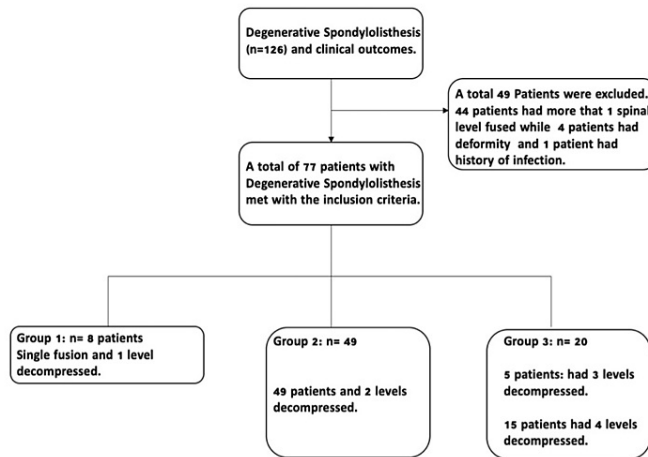 Degenerative Spondylolisthesis
(n=126) and clinical outcomes.
A total 49 Patients were excluded.
44 patients had more that 1 spinal
level fused while 4 patients had
deformity and 1 patient had
history of infection.
A total of 77 patients with
Degenerative Spondylolisthesis
met with the inclusion criteria.
Group 1: n= 8 patients
Single fusion and 1 level
decompressed.
Group 2: n= 49
49 patients and 2 levels
decompressed.
Group 3: n= 20
5 patients: had 3 levels
decompressed.
15 patients had 4 levels
decompressed.